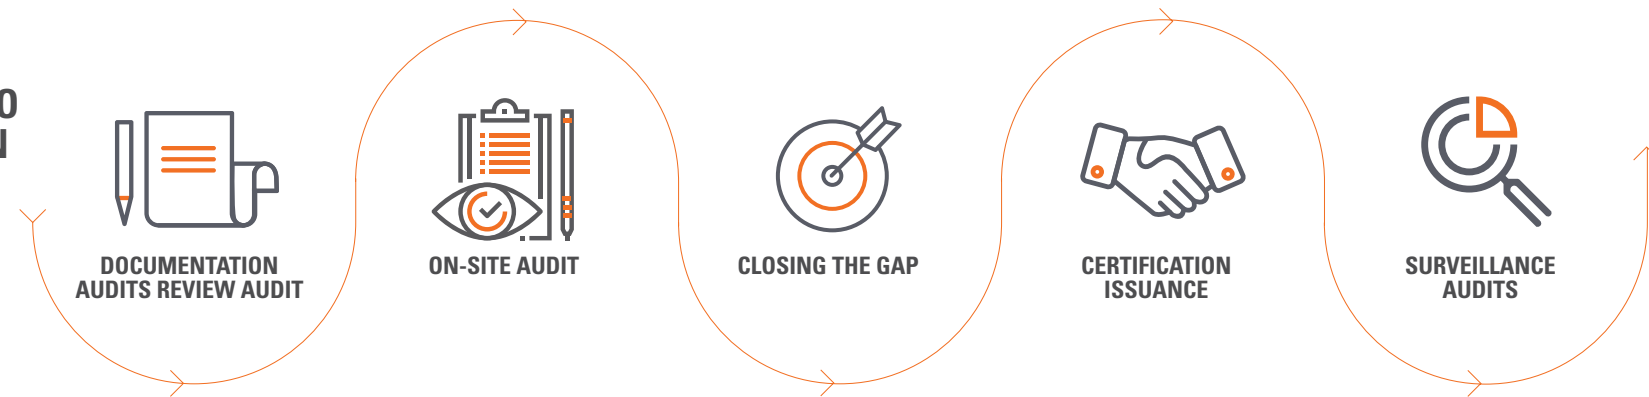 DOCUMENTATION
AUDITS REVIEW AUDIT
ON-SITE AUDIT
CLOSING THE GAP
CERTIFICATION
ISSUANCE
SURVEILLANCE
AUDITS